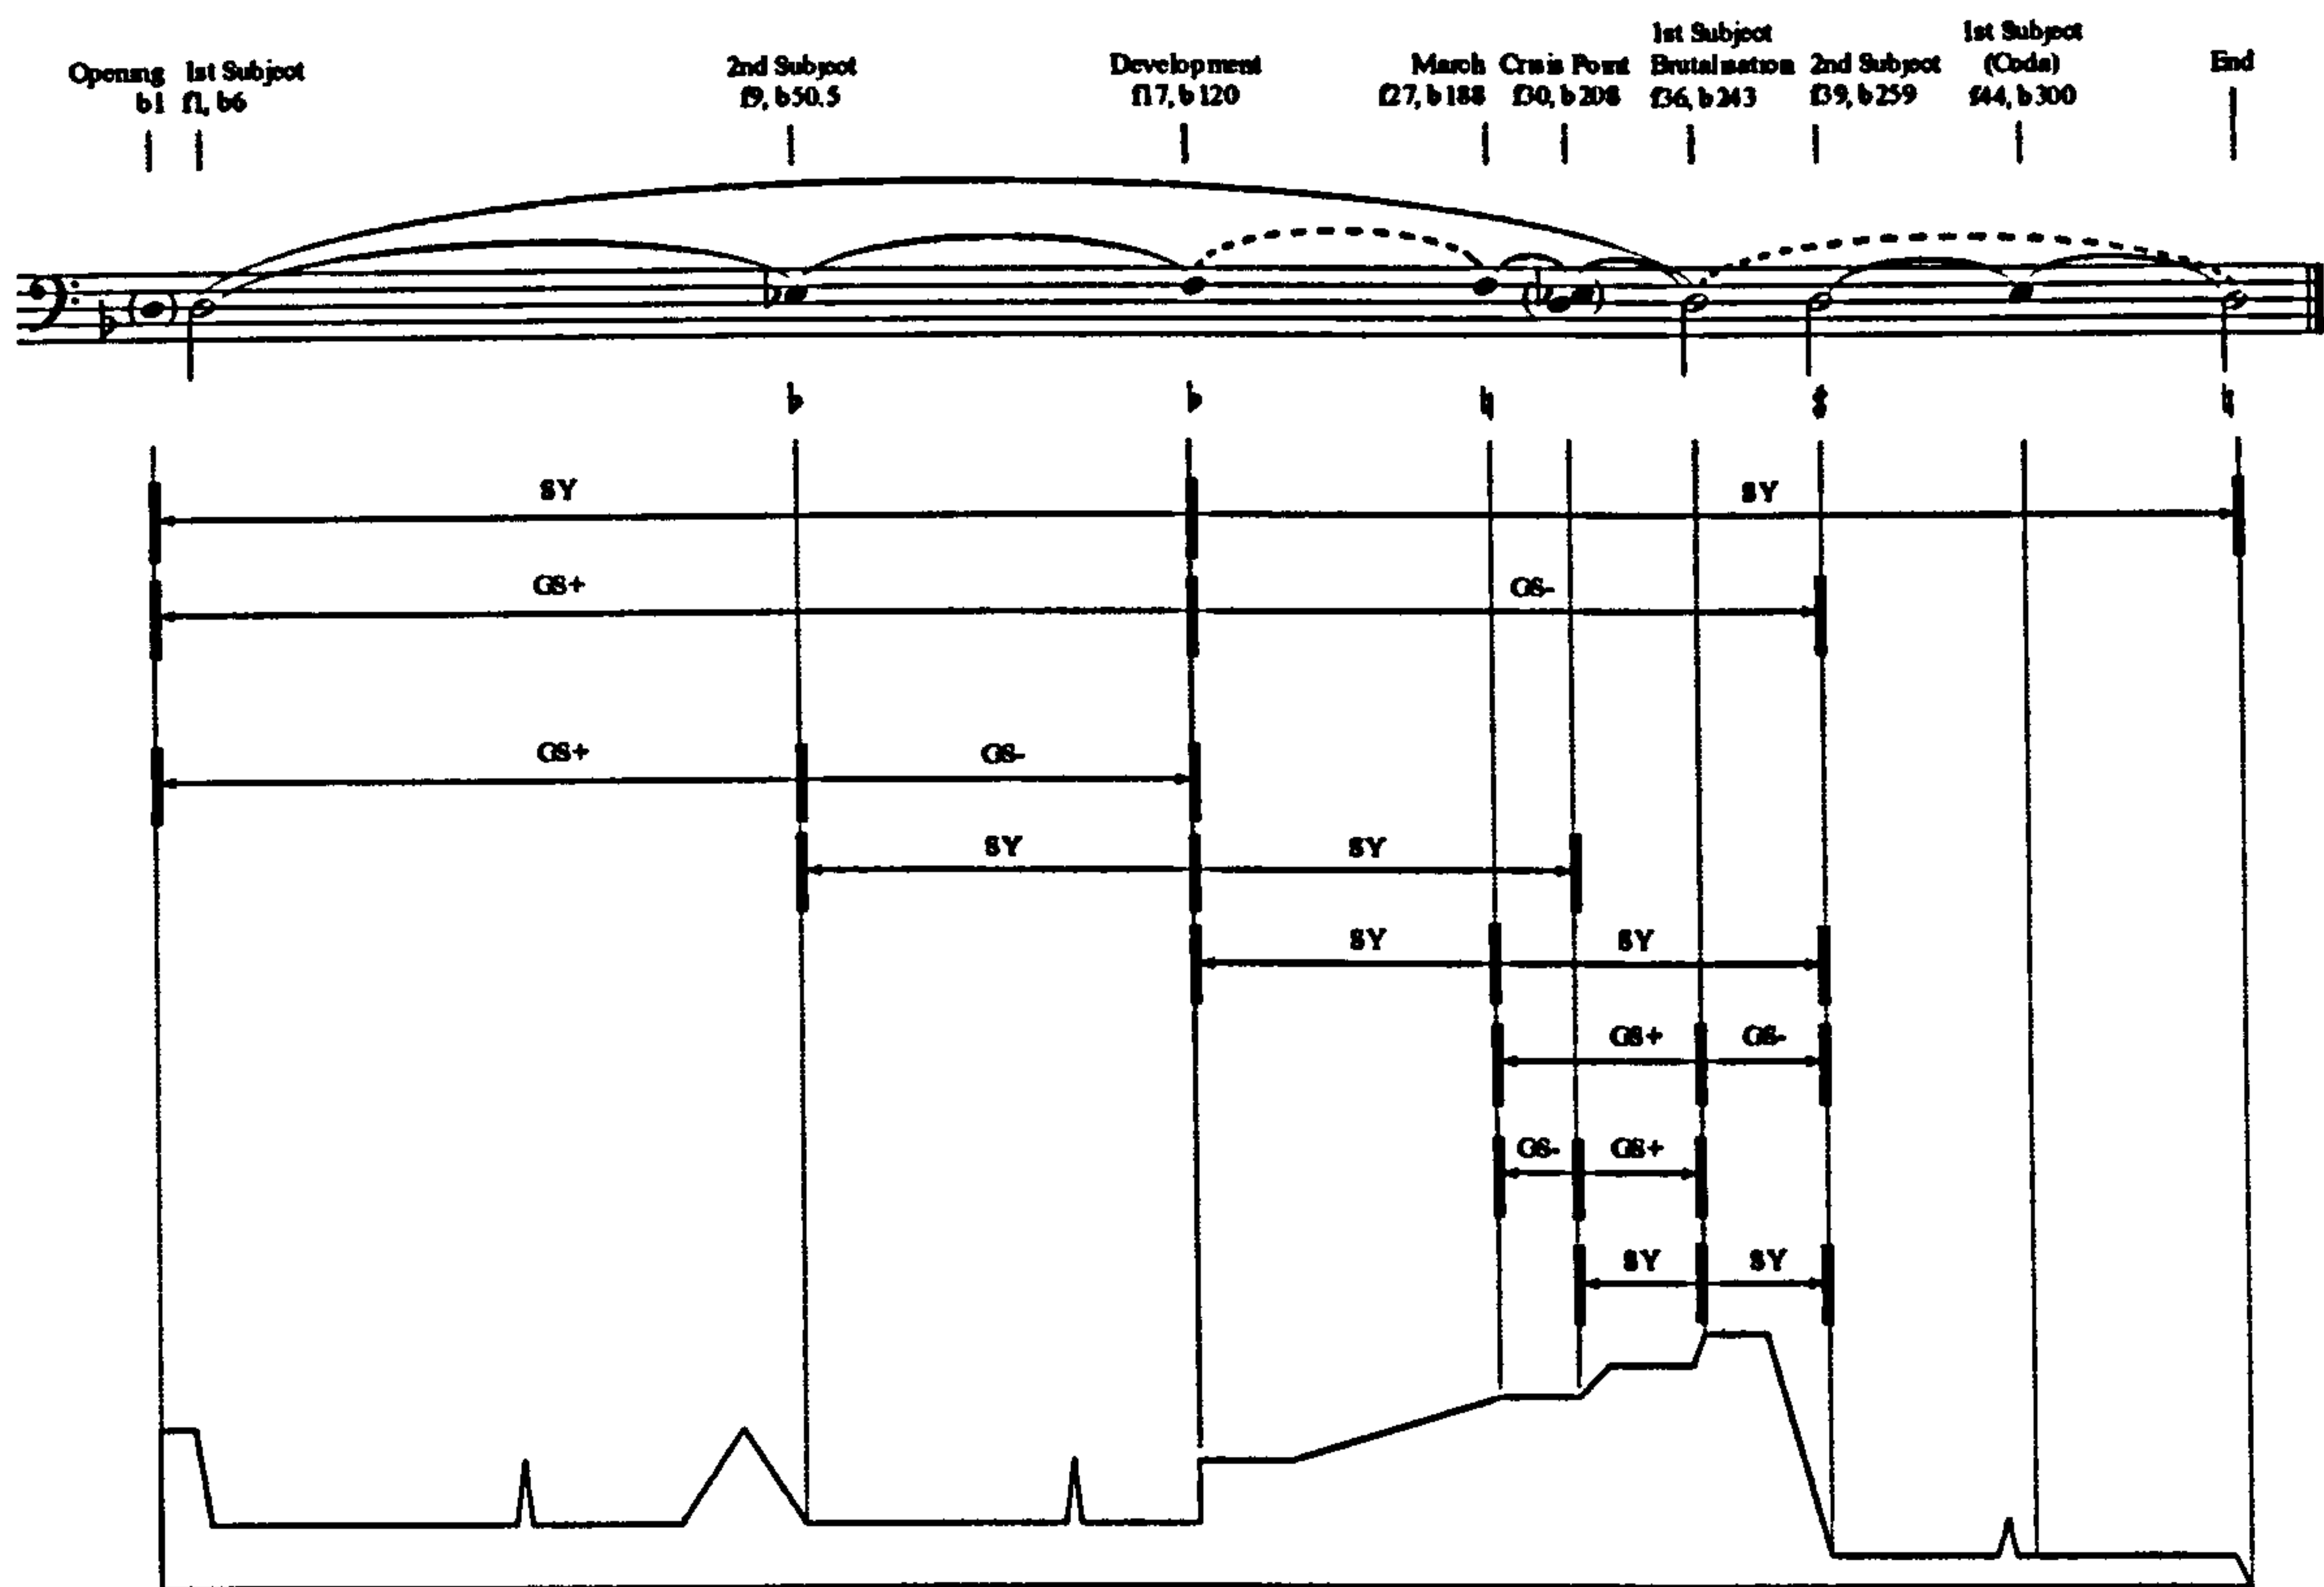 Opening
b1
1st Subject
f1, b6
2nd Subject
f9, b50.5
Development
f17, b120
March
f27, b188
Crisis Point
f30, b208
1st Subject
Brutalisation
f36, b243
2nd Subject
f39, b259
1st Subject
(Coda)
f44, b300
End
SY SY
GS+ GS-
GS+ GS-
SY SY
SY SY
GS+ GS-
GS- GS+
SY SY